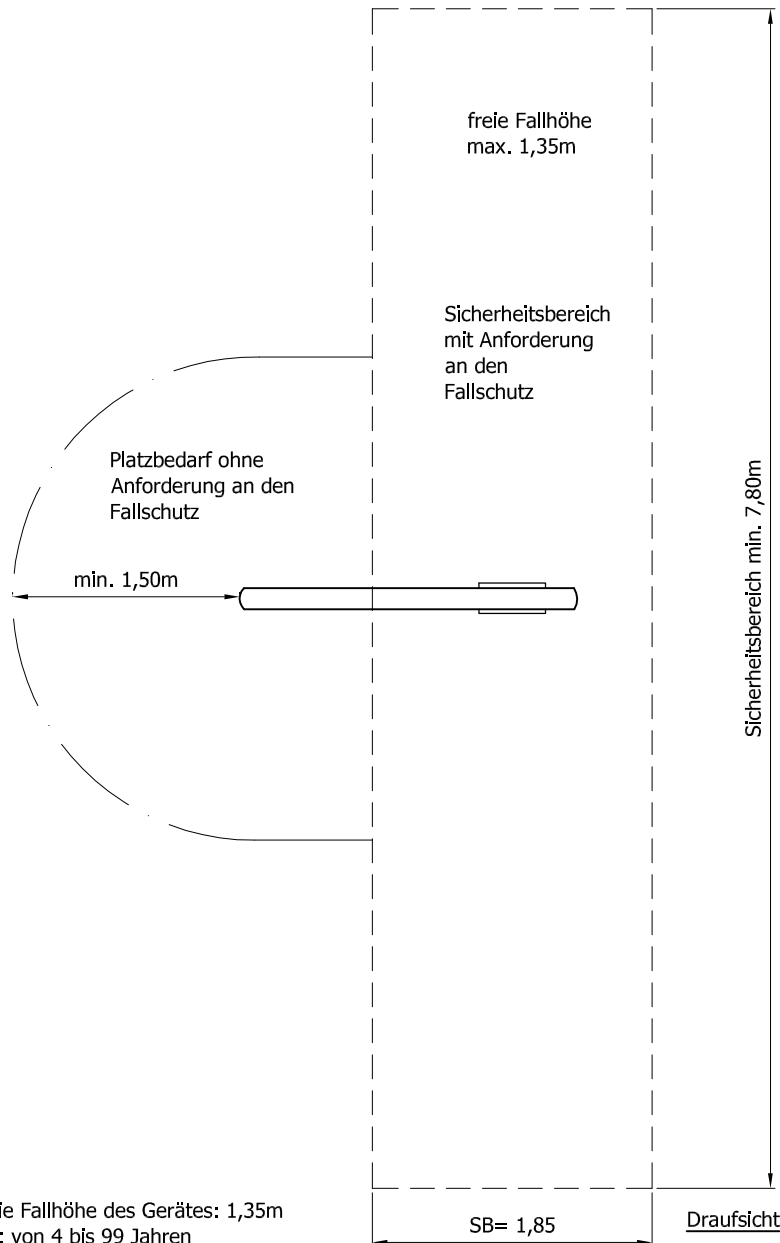 freie Fallhöhe
max. 1,35m
Sicherheitsbereich
mit Anforderung
an den
Fallschutz
Platzbedarf ohne
Anforderung an den
Fallschutz
min. 1,50m
Sicherheitsbereich min. 7,80m
ie Fallhöhe des Gerätes: 1,35m
: von 4 bis 99 Jahren
SB= 1,85
Draufsicht